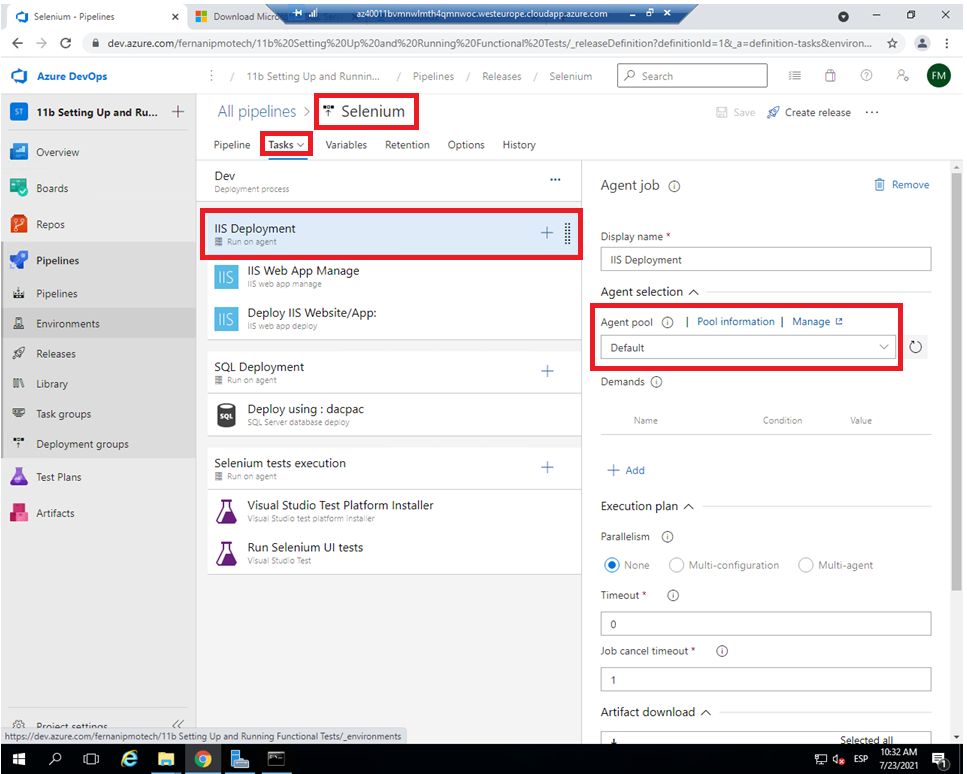 Selenium - Pipelines
Download Micros
az40011bvmnwlmth4qmnwoc.westeurope.cloudapp.azure.com
dev.azure.com/fernanipmotech/11b%20Setting%20Up%20and%20Running%20Functional%20Tests/_releaseDefinition?definitionId=1&_a=definition-tasks&environ...
Azure DevOps
/ 11b Setting Up and Runnin... / Pipelines / Releases / Selenium
Search
FM
ST 11b Setting Up and Ru...
All pipelines > Selenium
Save
Create release
Pipeline Tasks Variables Retention Options History
Overview
Boards
Repos
Pipelines
Pipelines
Environments
Releases
Library
Task groups
Deployment groups
Test Plans
Artifacts
Project settings
Dev
Deployment process
IIS Deployment
Run on agent
IIS IIS Web App Manage
IIS web app manage
IIS Deploy IIS Website/App:
IIS web app deploy
SQL Deployment
Run on agent
SQL Deploy using : dacpac
SQL Server database deploy
Selenium tests execution
Run on agent
Visual Studio Test Platform Installer
Visual Studio test platform installer
Run Selenium UI tests
Visual Studio Test
Agent job
Remove
Display name *
IIS Deployment
Agent selection
Agent pool | Pool information | Manage
Default
Demands
Name Condition Value
Add
Execution plan
Parallelism
None Multi-configuration Multi-agent
Timeout *
0
Job cancel timeout *
1
Artifact download
Selected all
https://dev.azure.com/fernanipmotech/11b Setting Up and Running Functional Tests/_environments
ESP
10:32 AM
7/23/2021
1